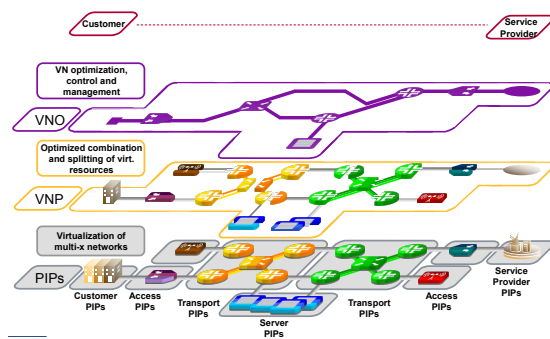 Customer
Service
Provider
VN optimization,
control and
management
VNO
Optimized combination
and splitting of virt.
resources
VNP
Virtualization of
multi-x networks
PIPs
Customer
PIPs
Access
PIPs
Transport
PIPs
Server
PIPs
Transport
PIPs
Access
PIPs
Service
Provider
PIPs